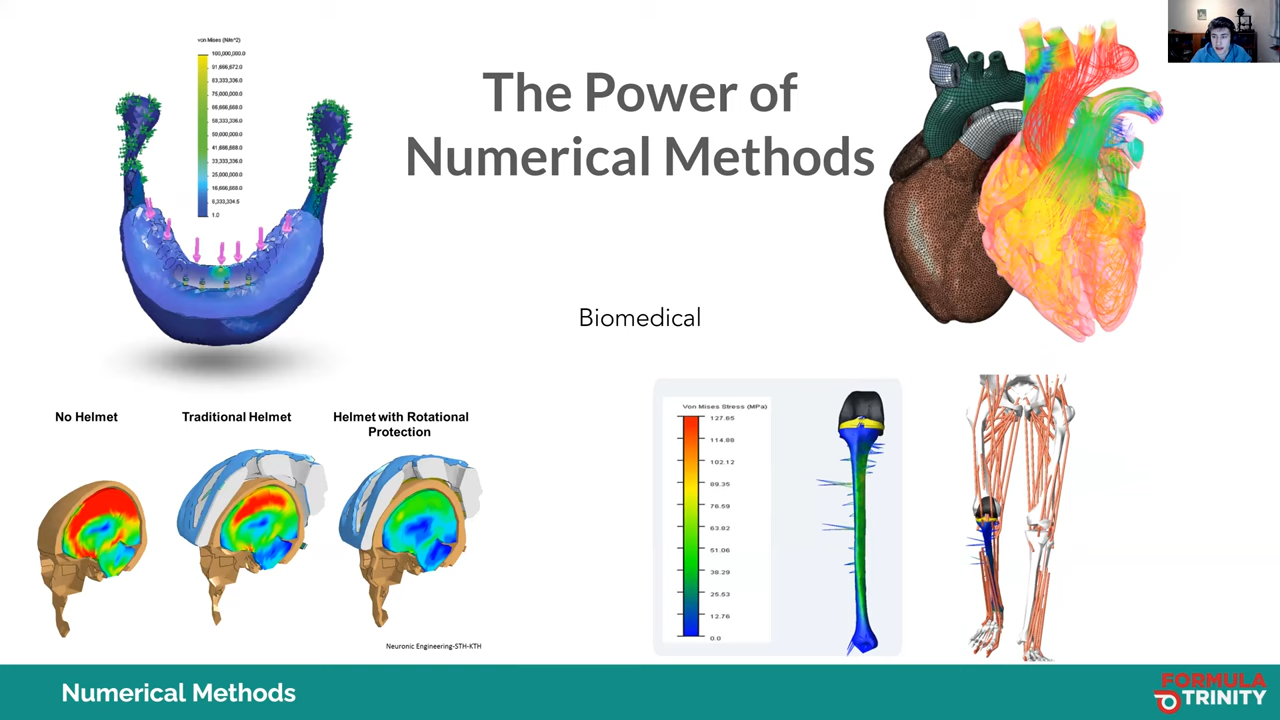 The Power of
Numerical Methods
von Mises (N/m^2)
100,000,000.0
91,666,672.0
83,333,336.0
75,000,000.0
66,666,668.0
58,333,336.0
50,000,000.0
41,666,668.0
33,333,336.0
25,000,000.0
16,666,668.0
8,333,334.5
1.0
Biomedical
No Helmet
Traditional Helmet
Helmet with Rotational
Protection
Neuronic Engineering-STH-KTH
Von Mises Stress (MPa)
127.65
114.88
102.12
89.35
76.59
63.82
51.06
38.29
25.53
12.76
0.0
Numerical Methods
FORMULA
TRINITY